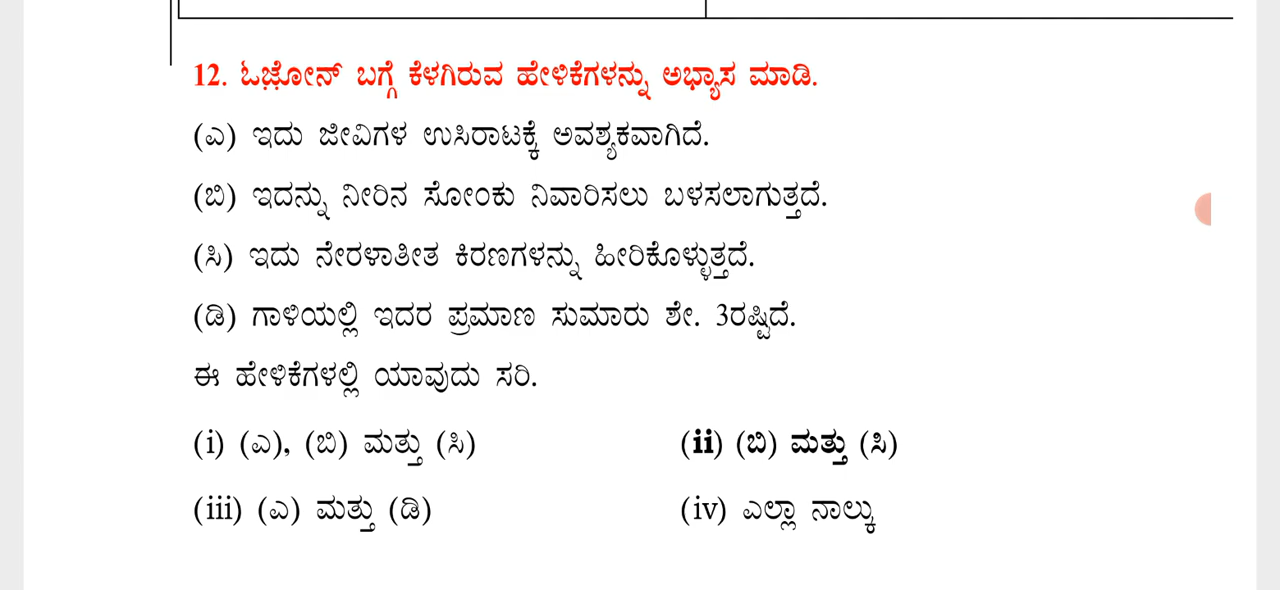 12. ಓಜ಼ೋನ್ ಬಗ್ಗೆ ಕೆಳಗಿರುವ ಹೇಳಿಕೆಗಳನ್ನು ಅಭ್ಯಾಸ ಮಾಡಿ.
(ಎ) ಇದು ಜೀವಿಗಳ ಉಸಿರಾಟಕ್ಕೆ ಅವಶ್ಯಕವಾಗಿದೆ.
(ಬಿ) ಇದನ್ನು ನೀರಿನ ಸೋಂಕು ನಿವಾರಿಸಲು ಬಳಸಲಾಗುತ್ತದೆ.
(ಸಿ) ಇದು ನೇರಳಾತೀತ ಕಿರಣಗಳನ್ನು ಹೀರಿಕೊಳ್ಳುತ್ತದೆ.
(ಡಿ) ಗಾಳಿಯಲ್ಲಿ ಇದರ ಪ್ರಮಾಣ ಸುಮಾರು ಶೇ. 3ರಷ್ಟಿದೆ.
ಈ ಹೇಳಿಕೆಗಳಲ್ಲಿ ಯಾವುದು ಸರಿ.
(i) (ಎ), (ಬಿ) ಮತ್ತು (ಸಿ) (ii) (ಬಿ) ಮತ್ತು (ಸಿ)
(iii) (ಎ) ಮತ್ತು (ಡಿ) (iv) ಎಲ್ಲಾ ನಾಲ್ಕು